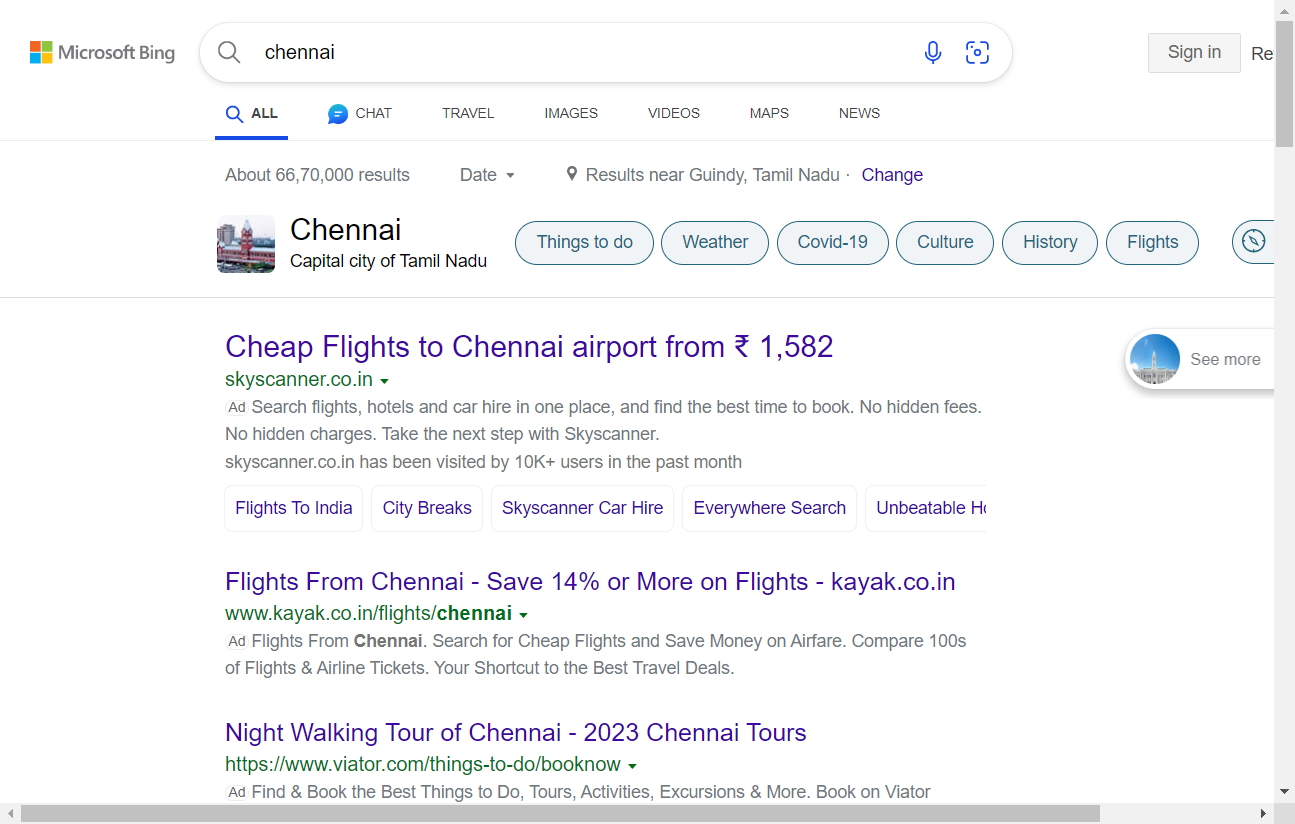 Microsoft Bing
chennai
Sign in
Re
ALL
CHAT
TRAVEL
IMAGES
VIDEOS
MAPS
NEWS
About 66,70,000 results
Date
Results near Guindy, Tamil Nadu ·
Change
Chennai
Capital city of Tamil Nadu
Things to do
Weather
Covid-19
Culture
History
Flights
Cheap Flights to Chennai airport from ₹ 1,582
skyscanner.co.in
Ad Search flights, hotels and car hire in one place, and find the best time to book. No hidden fees.
No hidden charges. Take the next step with Skyscanner.
skyscanner.co.in has been visited by 10K+ users in the past month
See more
Flights To India
City Breaks
Skyscanner Car Hire
Everywhere Search
Unbeatable Ho
Flights From Chennai - Save 14% or More on Flights - kayak.co.in
www.kayak.co.in/flights/chennai
Ad Flights From Chennai. Search for Cheap Flights and Save Money on Airfare. Compare 100s
of Flights & Airline Tickets. Your Shortcut to the Best Travel Deals.
Night Walking Tour of Chennai - 2023 Chennai Tours
https://www.viator.com/things-to-do/booknow
Ad Find & Book the Best Things to Do, Tours, Activities, Excursions & More. Book on Viator